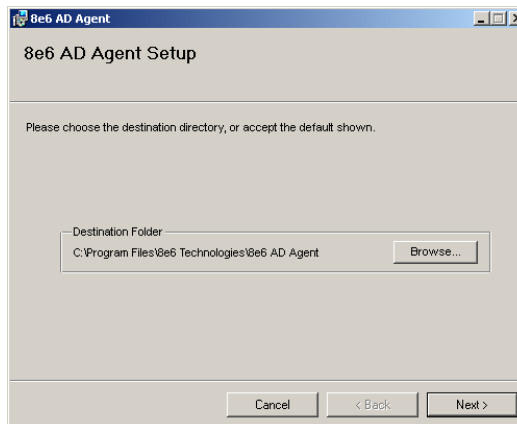 8e6 AD Agent
8e6 AD Agent Setup
Please choose the destination directory, or accept the default shown.
Destination Folder
C:\Program Files\8e6 Technologies\8e6 AD Agent
Browse...
Cancel
< Back
Next >